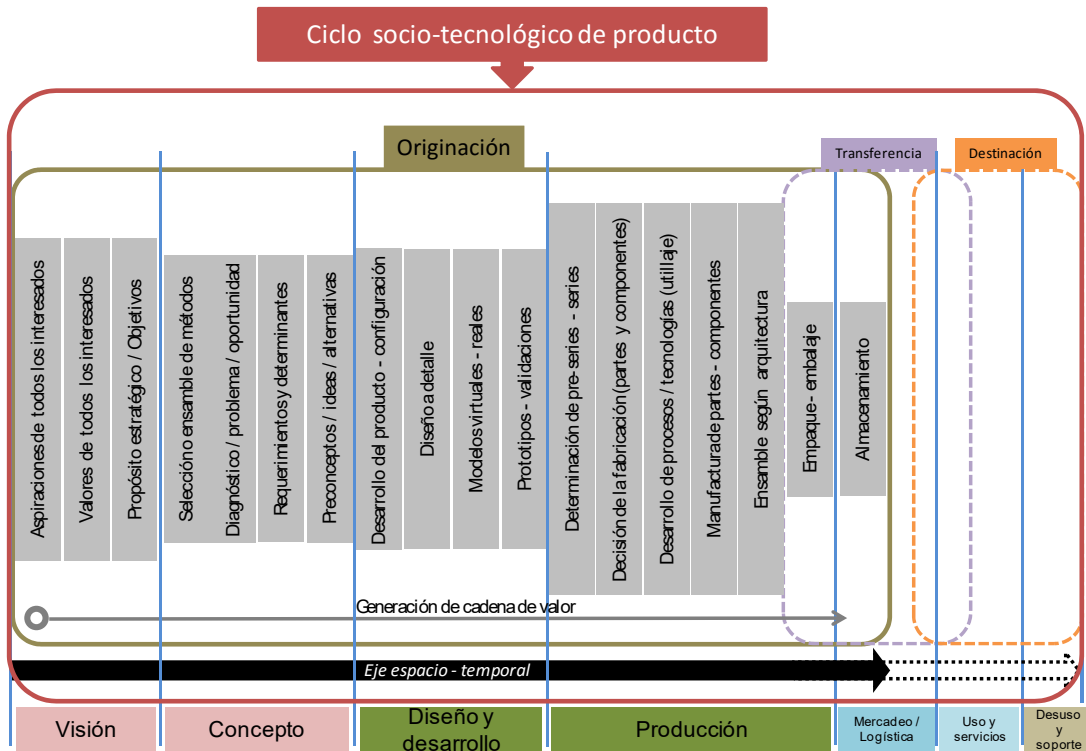 Ciclo socio-tecnológico de producto
Originación
Transferencia
Destinación
Aspiraciones de todos los interesados
Valores de todos los interesados
Propósito estratégico / Objetivos
Selección o ensamble de métodos
Diagnóstico / problema / oportunidad
Requerimientos y determinantes
Preconceptos / ideas / alternativas
Desarrollo del producto - configuración
Diseño a detalle
Modelos virtuales - reales
Prototipos - validaciones
Determinación de pre-series - series
Decisión de la fabricación (partes y componentes)
Desarrollo de procesos / tecnologías (utillaje)
Manufactura de partes - componentes
Ensamble según arquitectura
Empaque - embalaje
Almacenamiento
Generación de cadena de valor
Eje espacio - temporal
Visión
Concepto
Diseño y
desarrollo
Producción
Mercadeo /
Logística
Uso y
servicios
Desuso
y
soporte